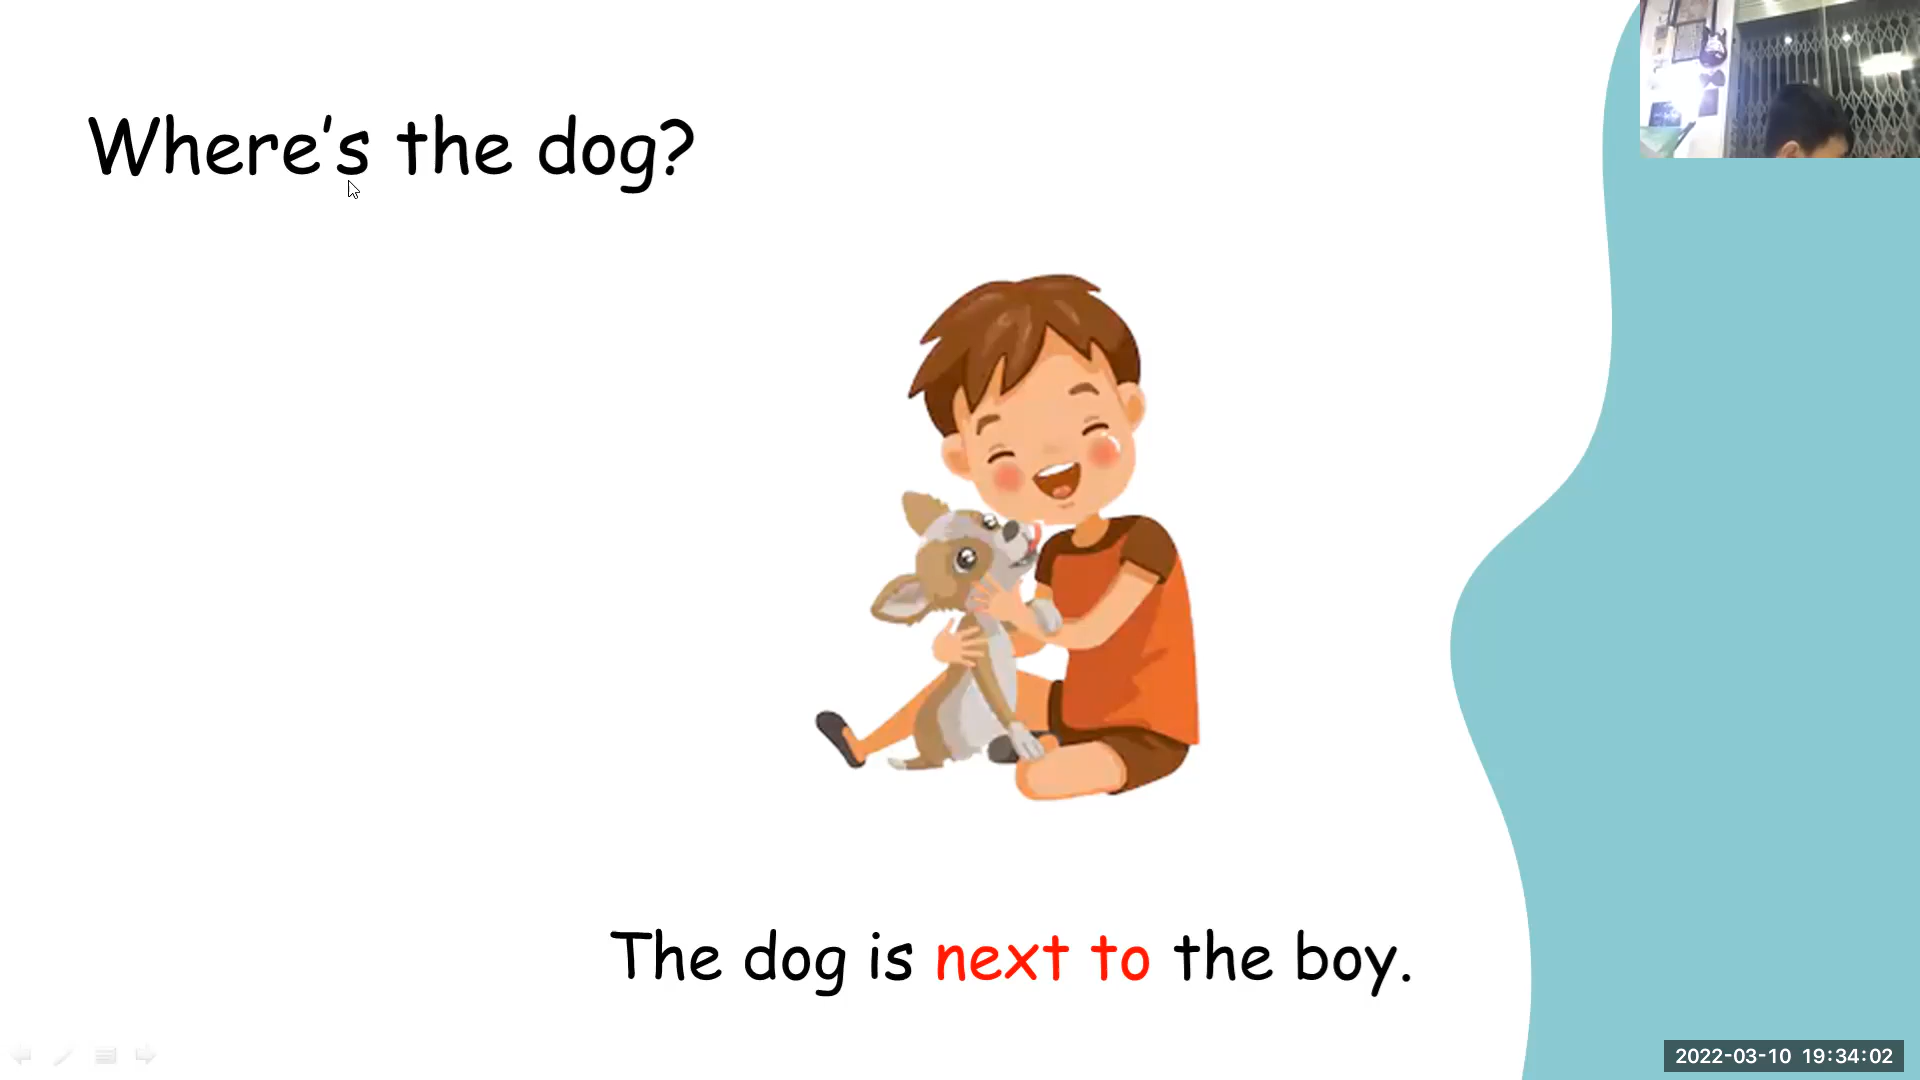 Where's the dog?
The dog is next to the boy.
2022-03-10 19:34:02